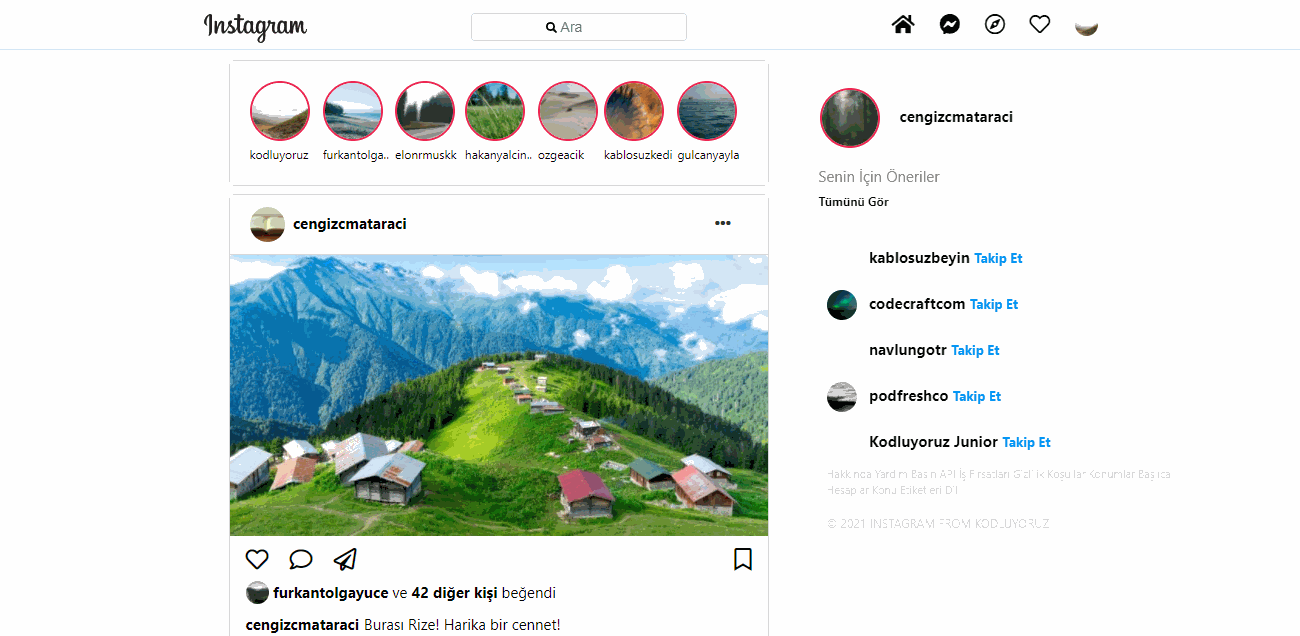 Instagram
Ara
kodluyoruz furkantolga.. elonrmuskk hakanyalcin.. ozgeacik kablosuzkedi gulcanyayla
cengizcmataraci
furkantolgayuce ve 42 diğer kişi beğendi
cengizcmataraci Burası Rize! Harika bir cennet!
cengizcmataraci
Senin İçin Öneriler
Tümünü Gör
kablosuzbeyin Takip Et
codecraftcom Takip Et
navlungotr Takip Et
podfreshco Takip Et
Kodluyoruz Junior Takip Et
Hakkında Yardım Basın API İş Fırsatları Gizlilik Koşullar Konumlar Başlıca
Hesaplar Konu Etiketleri Dil
© 2021 INSTAGRAM FROM KODLUYORUZ